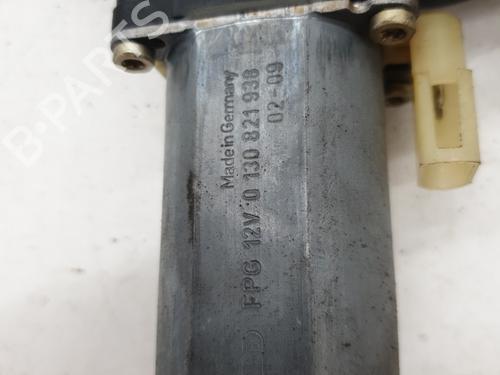 Made in Germany
02-09
FPG 12V 0 130 821 938
B-PARTS